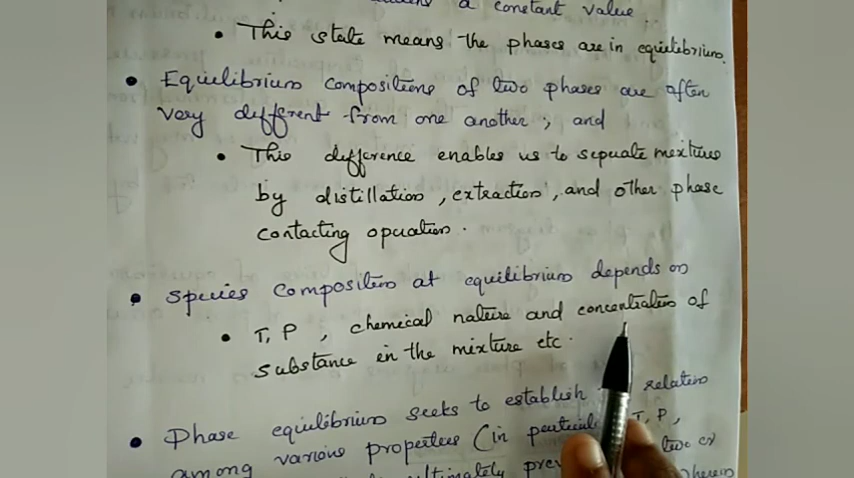 a constant value.
• This state means the phases are in equilibrium.
• Equilibrium compositions of two phases are often
very different from one another; and
• This difference enables us to separate mixtures
by distillation, extraction, and other phase
contacting operation.
• Species composition at equilibrium depends on
• T, P, chemical nature and concentration of
substance in the mixture etc.
• Phase equilibrium seeks to establish relation
among various properties (in T, P,
ultimately two or